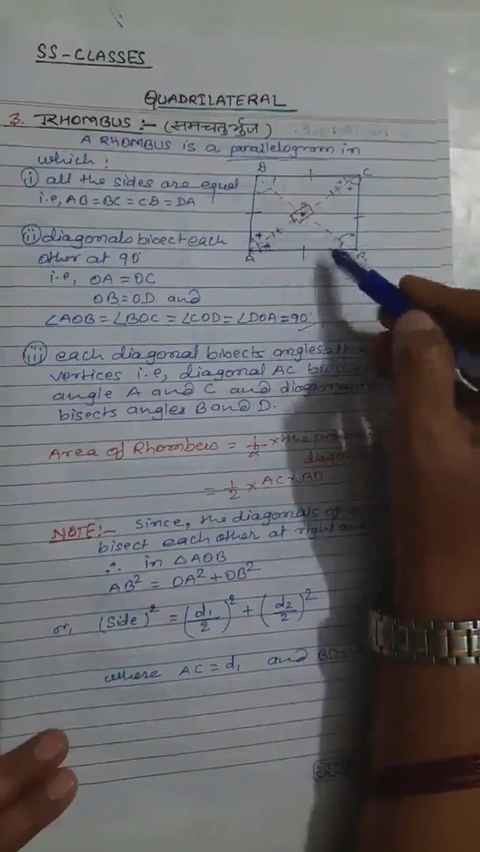 SS-CLASSES
QUADRILATERAL
3. RHOMBUS:- (समचतुर्भुज)
A RHOMBUS is a parallelogram in
which:
D C
(i) all the sides are equal
i.e, AB = BC = CD = DA
O
(ii) diagonals bisect each
other at 90°
A B
i.e, OA = OC
OB = OD and
∠AOB = ∠BOC = ∠COD = ∠DOA = 90°
(iii) each diagonal bisects angles
vertices i.e, diagonal AC
angle A and C and
bisects angles B and D.
Area of Rhombus = 1/2 × the
= 1/2 × AC × BD
NOTE:- Since, the diagonals of a
bisect each other at right
∴ in △AOB
AB² = OA² + OB²
or, (Side)² = (d₁/2)² + (d₂/2)²
where AC = d₁ and BD =